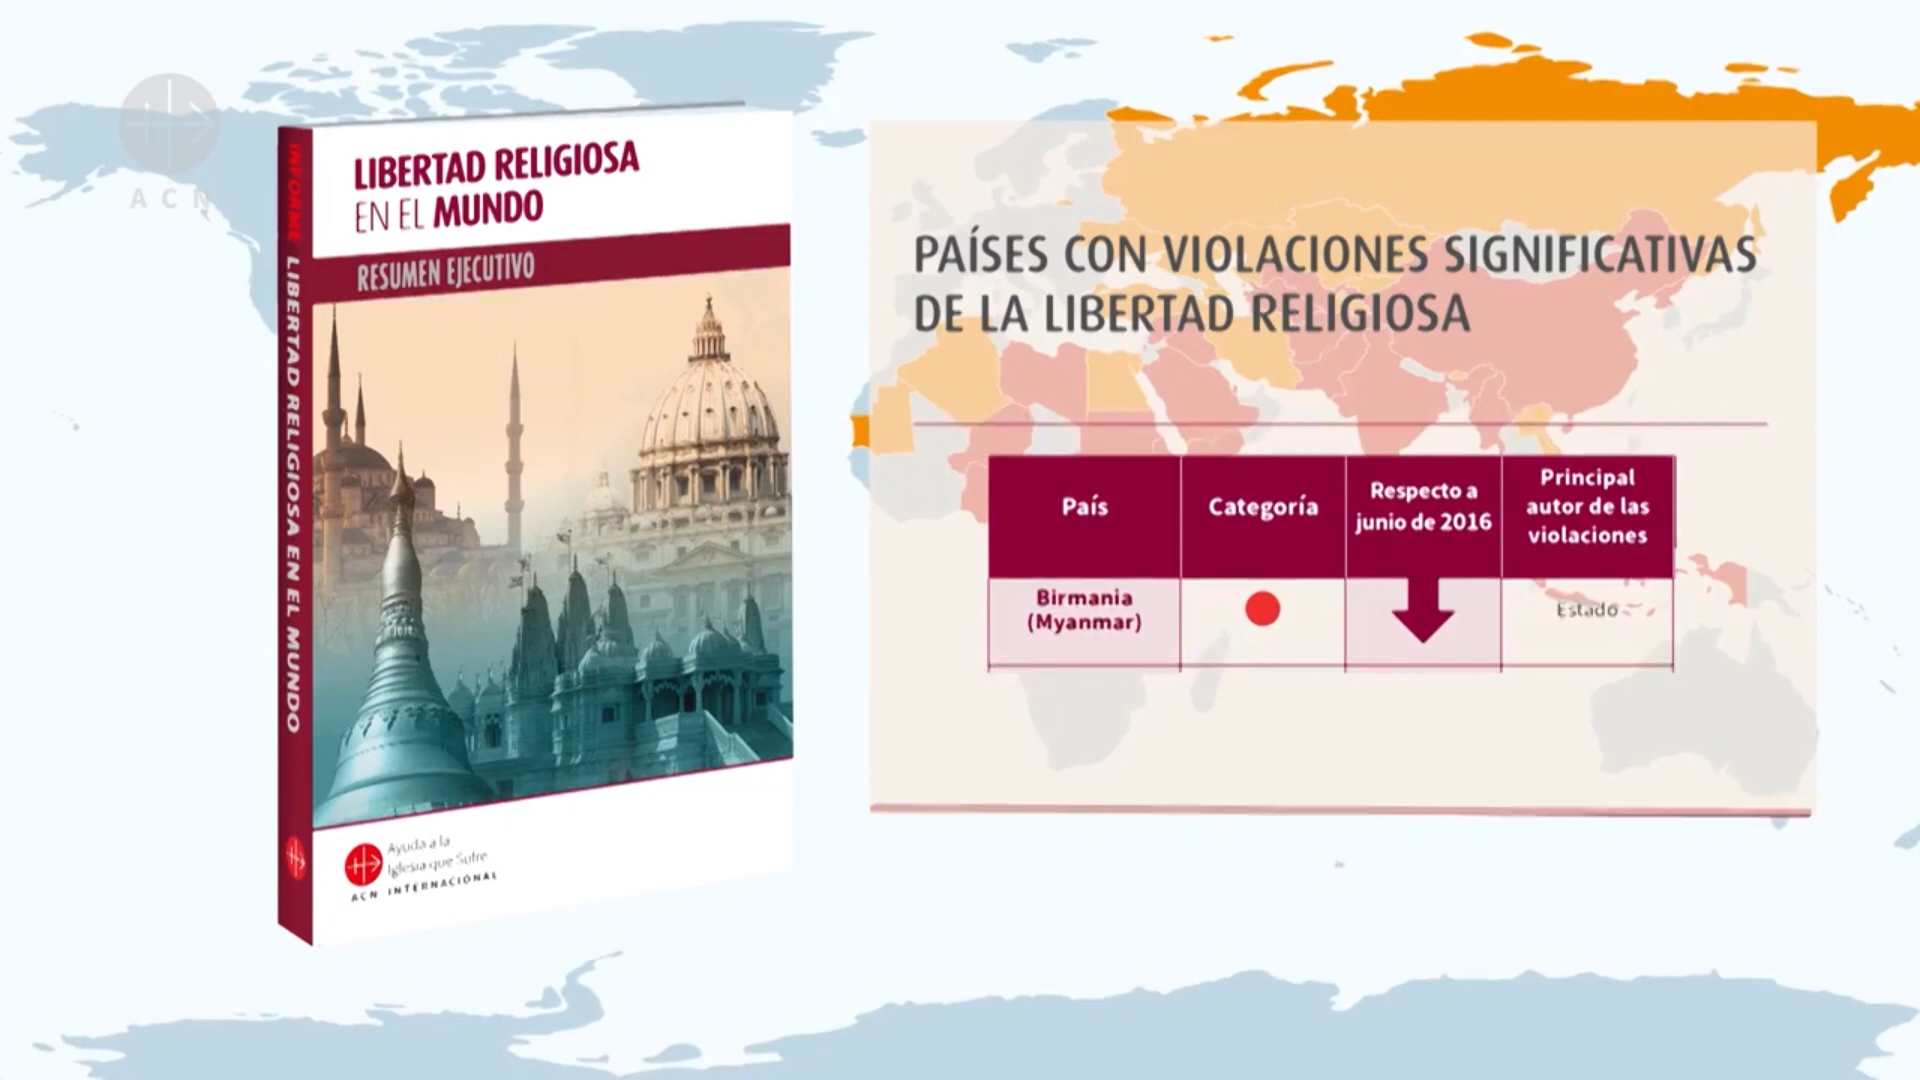 ACN
INFORME LIBERTAD RELIGIOSA EN EL MUNDO
LIBERTAD RELIGIOSA
EN EL MUNDO
RESUMEN EJECUTIVO
Ayuda a la
Iglesia que Sufre
ACN INTERNACIONAL
PAÍSES CON VIOLACIONES SIGNIFICATIVAS
DE LA LIBERTAD RELIGIOSA
País
Categoría
Respecto a
junio de 2016
Principal
autor de las
violaciones
Birmania
(Myanmar)
Estado